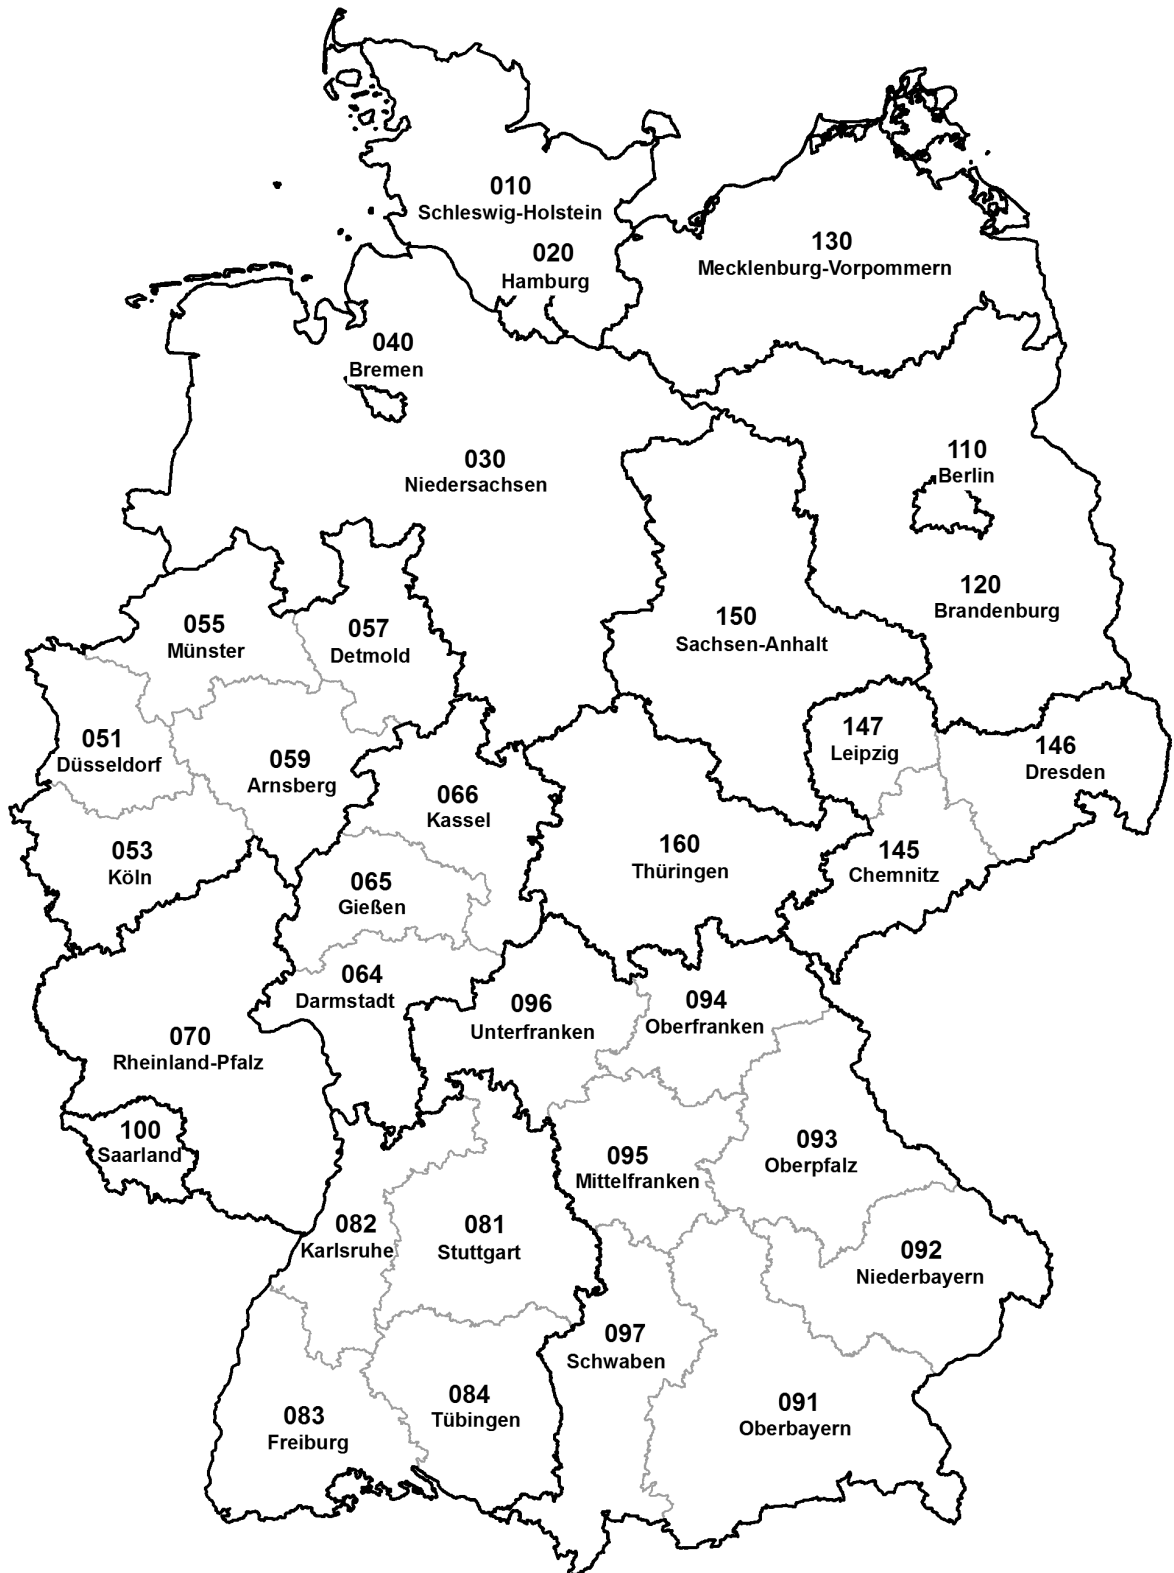 010
Schleswig-Holstein
020
Hamburg
130
Mecklenburg-Vorpommern
040
Bremen
030
Niedersachsen
110
Berlin
120
Brandenburg
055
Münster
057
Detmold
150
Sachsen-Anhalt
051
Düsseldorf
059
Arnsberg
066
Kassel
147
Leipzig
146
Dresden
053
Köln
065
Gießen
160
Thüringen
145
Chemnitz
064
Darmstadt
096
Unterfranken
094
Oberfranken
070
Rheinland-Pfalz
100
Saarland
095
Mittelfranken
093
Oberpfalz
082
Karlsruhe
081
Stuttgart
092
Niederbayern
097
Schwaben
083
Freiburg
084
Tübingen
091
Oberbayern